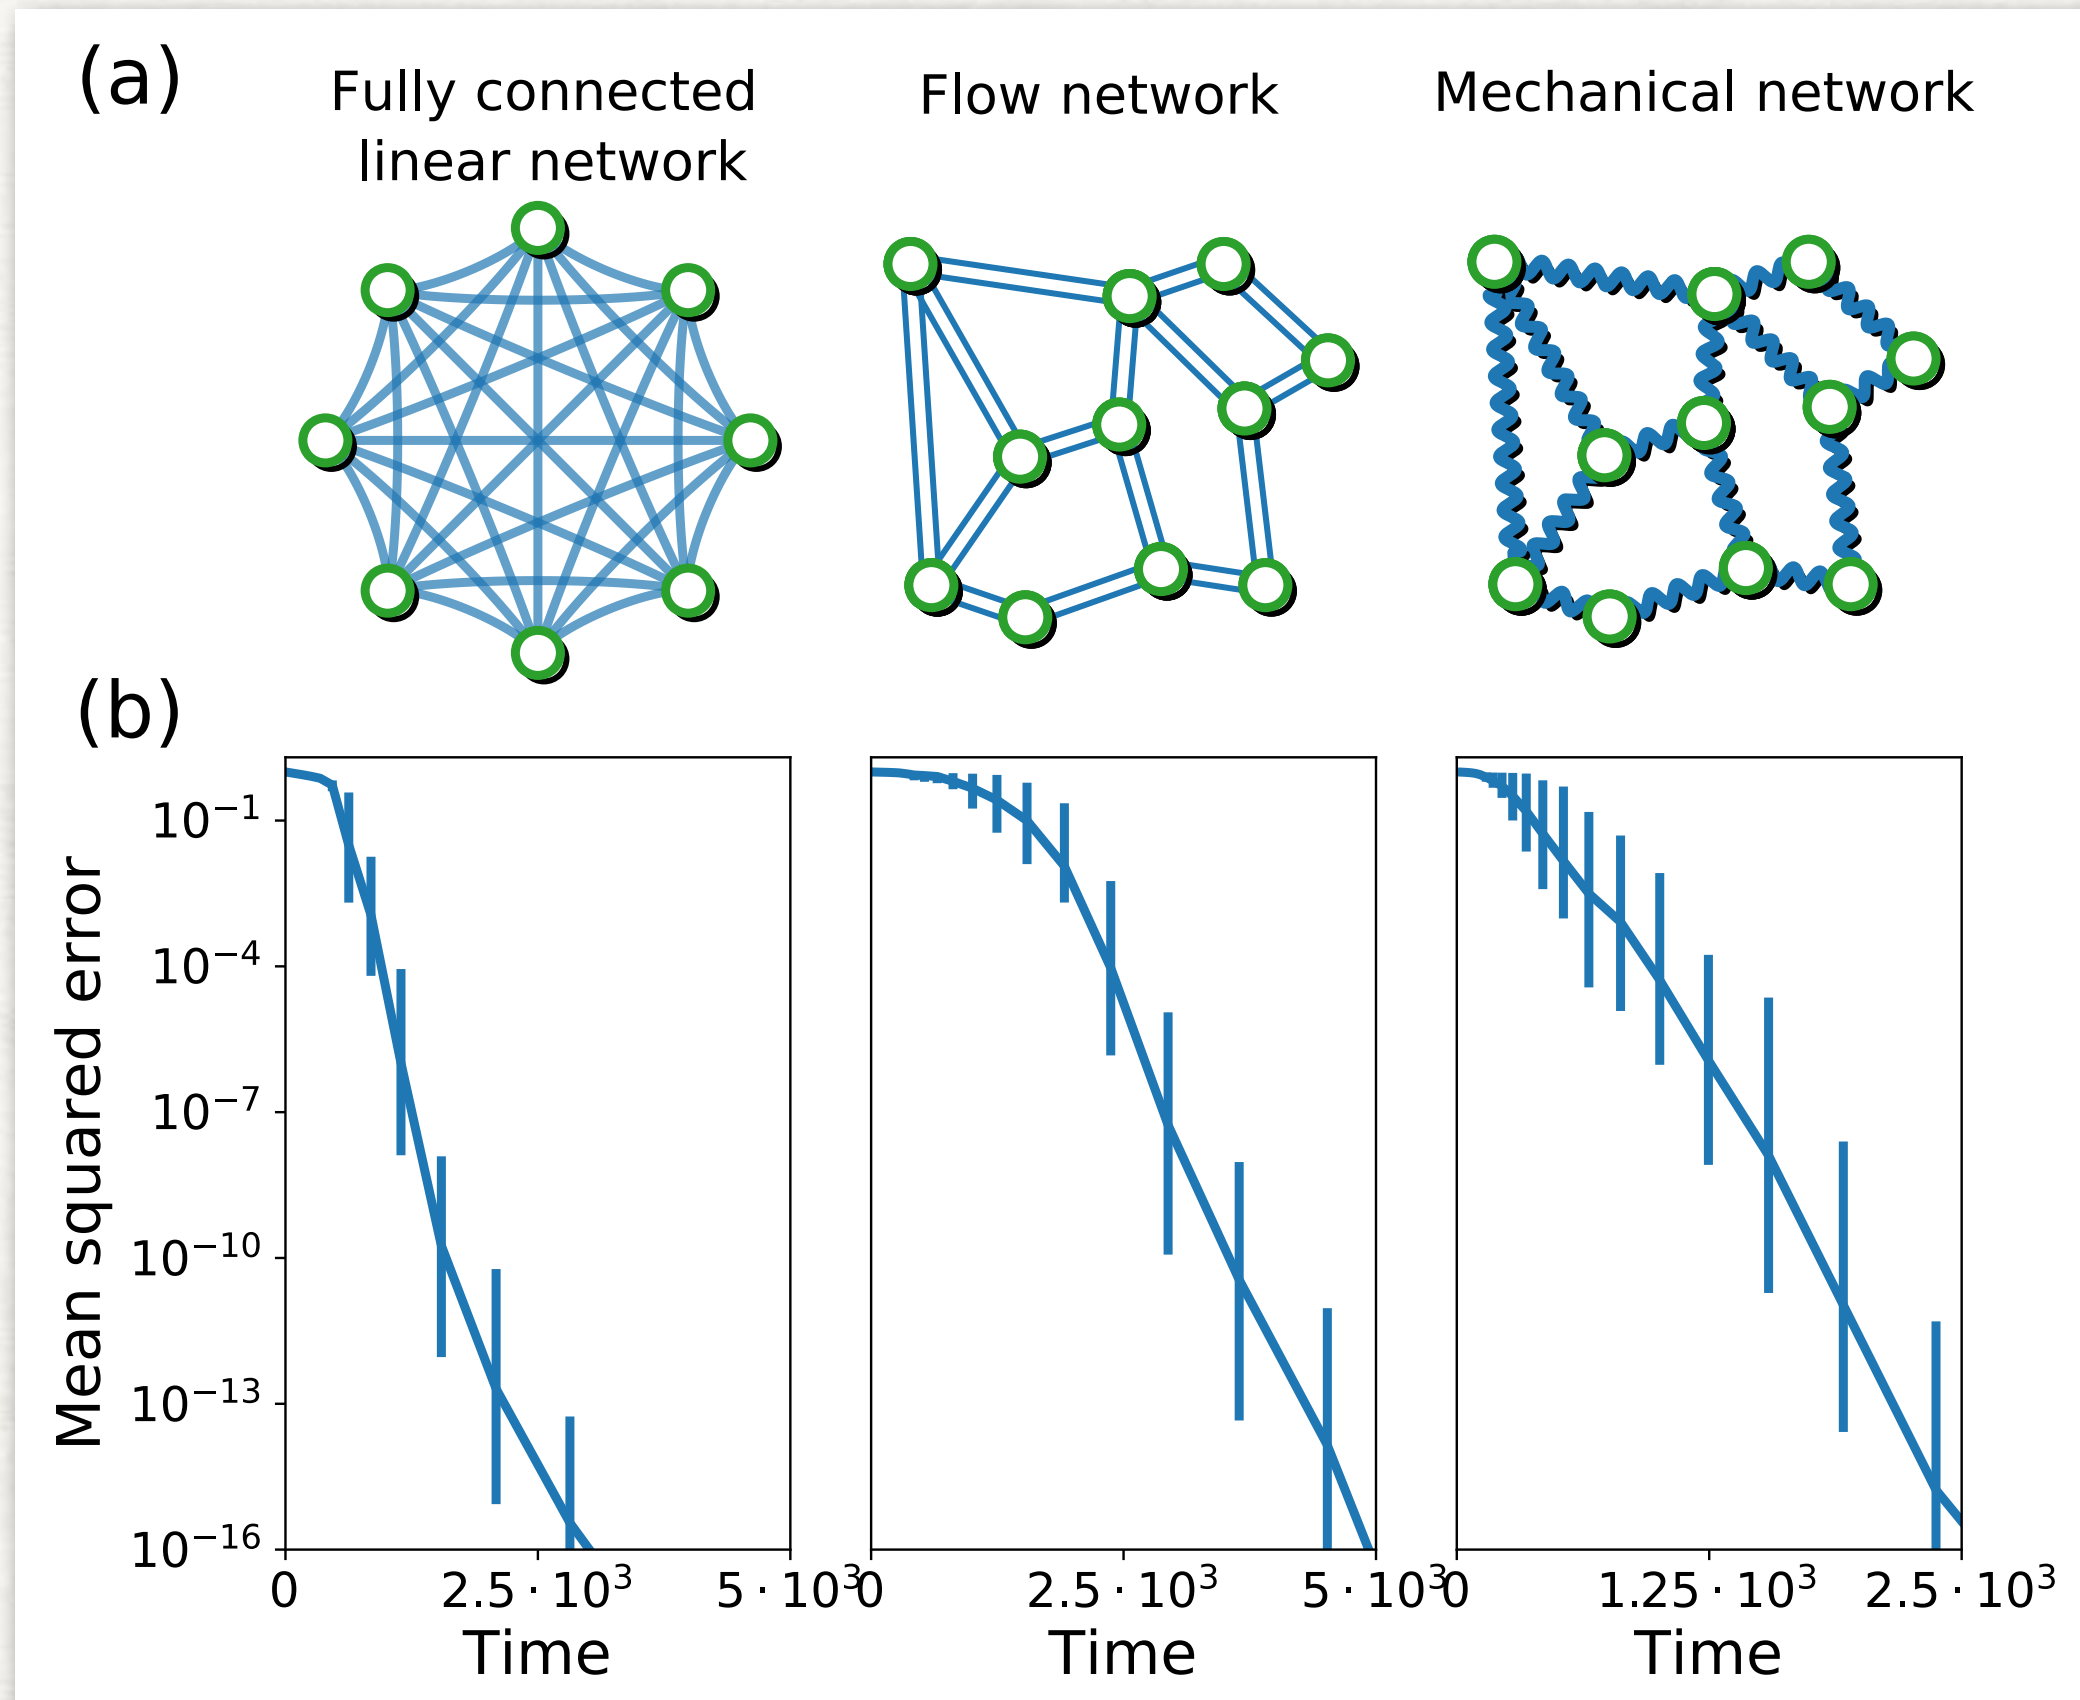 (a)
Fully connected
linear network
Flow network
Mechanical network
(b)
Mean squared error
10⁻¹
10⁻⁴
10⁻⁷
10⁻¹⁰
10⁻¹³
10⁻¹⁶
0 2.5·10³ 5·10³
0 2.5·10³ 5·10³
0 1.25·10³ 2.5·10³
Time Time Time